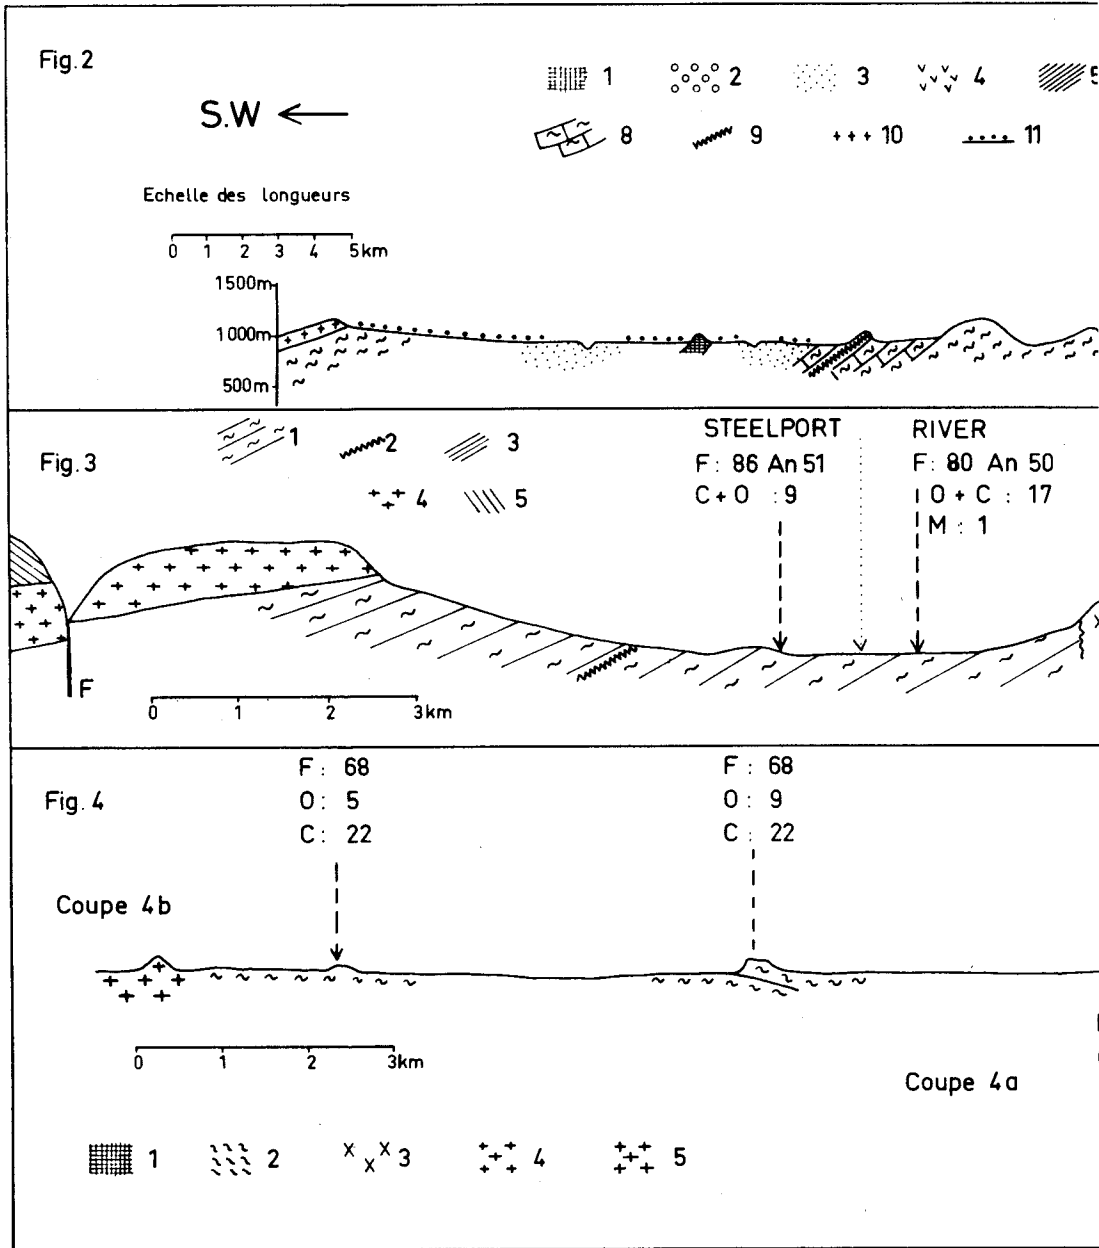 Fig.2
1 2 3 4 5
S.W
8 9 10 11
Echelle des longueurs
0 1 2 3 4 5km
1500m
1000m
500m
Fig.3
1 2 3
4 5
STEELPORT RIVER
F: 86 An 51 F: 80 An 50
C+O : 9 O + C : 17
M : 1
F
0 1 2 3km
Fig.4
F : 68 F : 68
O : 5 O : 9
C : 22 C : 22
Coupe 4b
0 1 2 3km
Coupe 4a
1 2 3 4 5